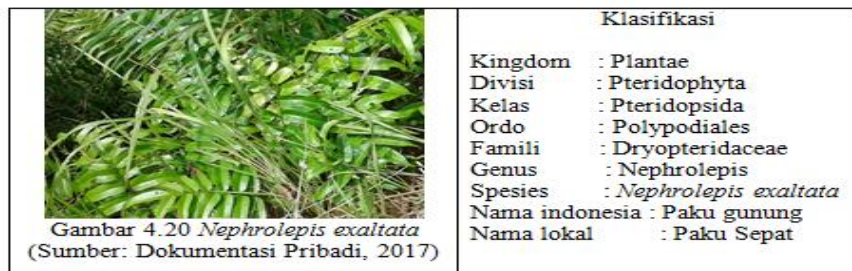 Gambar 4.20 Nephrolepis exaltata
(Sumber: Dokumentasi Pribadi, 2017)
Klasifikasi
Kingdom : Plantae
Divisi : Pteridophyta
Kelas : Pteridopsida
Ordo : Polypodiales
Famili : Dryopteridaceae
Genus : Nephrolepis
Spesies : Nephrolepis exaltata
Nama indonesia : Paku gunung
Nama lokal : Paku Sepat